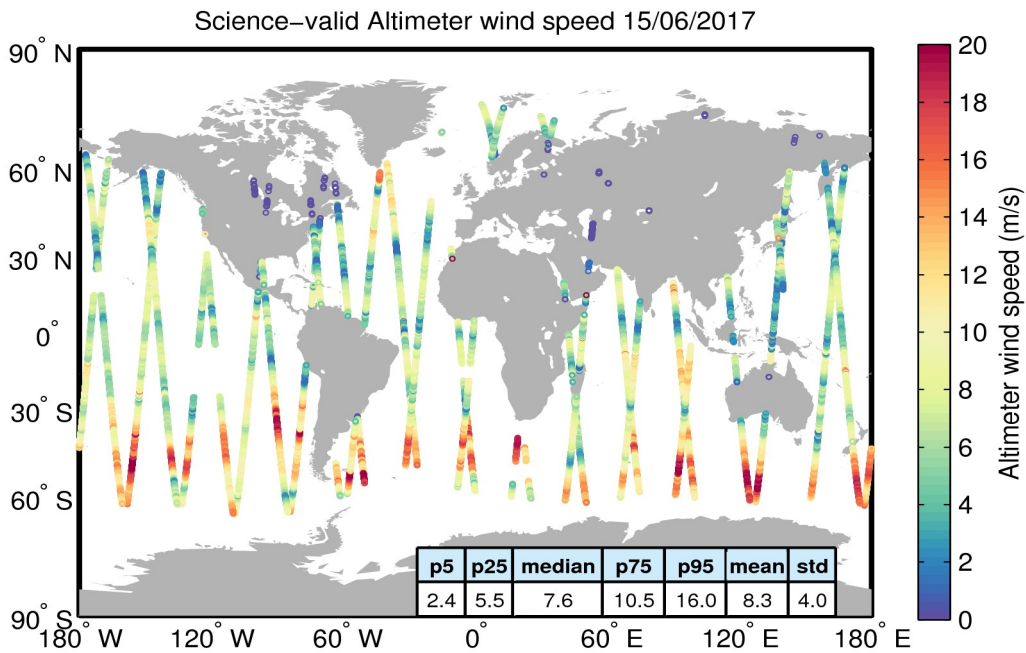 Science−valid Altimeter wind speed 15/06/2017
90° N
60° N
30° N
0°
30° S
60° S
90° S
180° W
120° W
60° W
0°
60° E
120° E
180° E
p5 p25 median p75 p95 mean std
2.4 5.5 7.6 10.5 16.0 8.3 4.0
20
18
16
14
12
10
8
6
4
2
0
Altimeter wind speed (m/s)